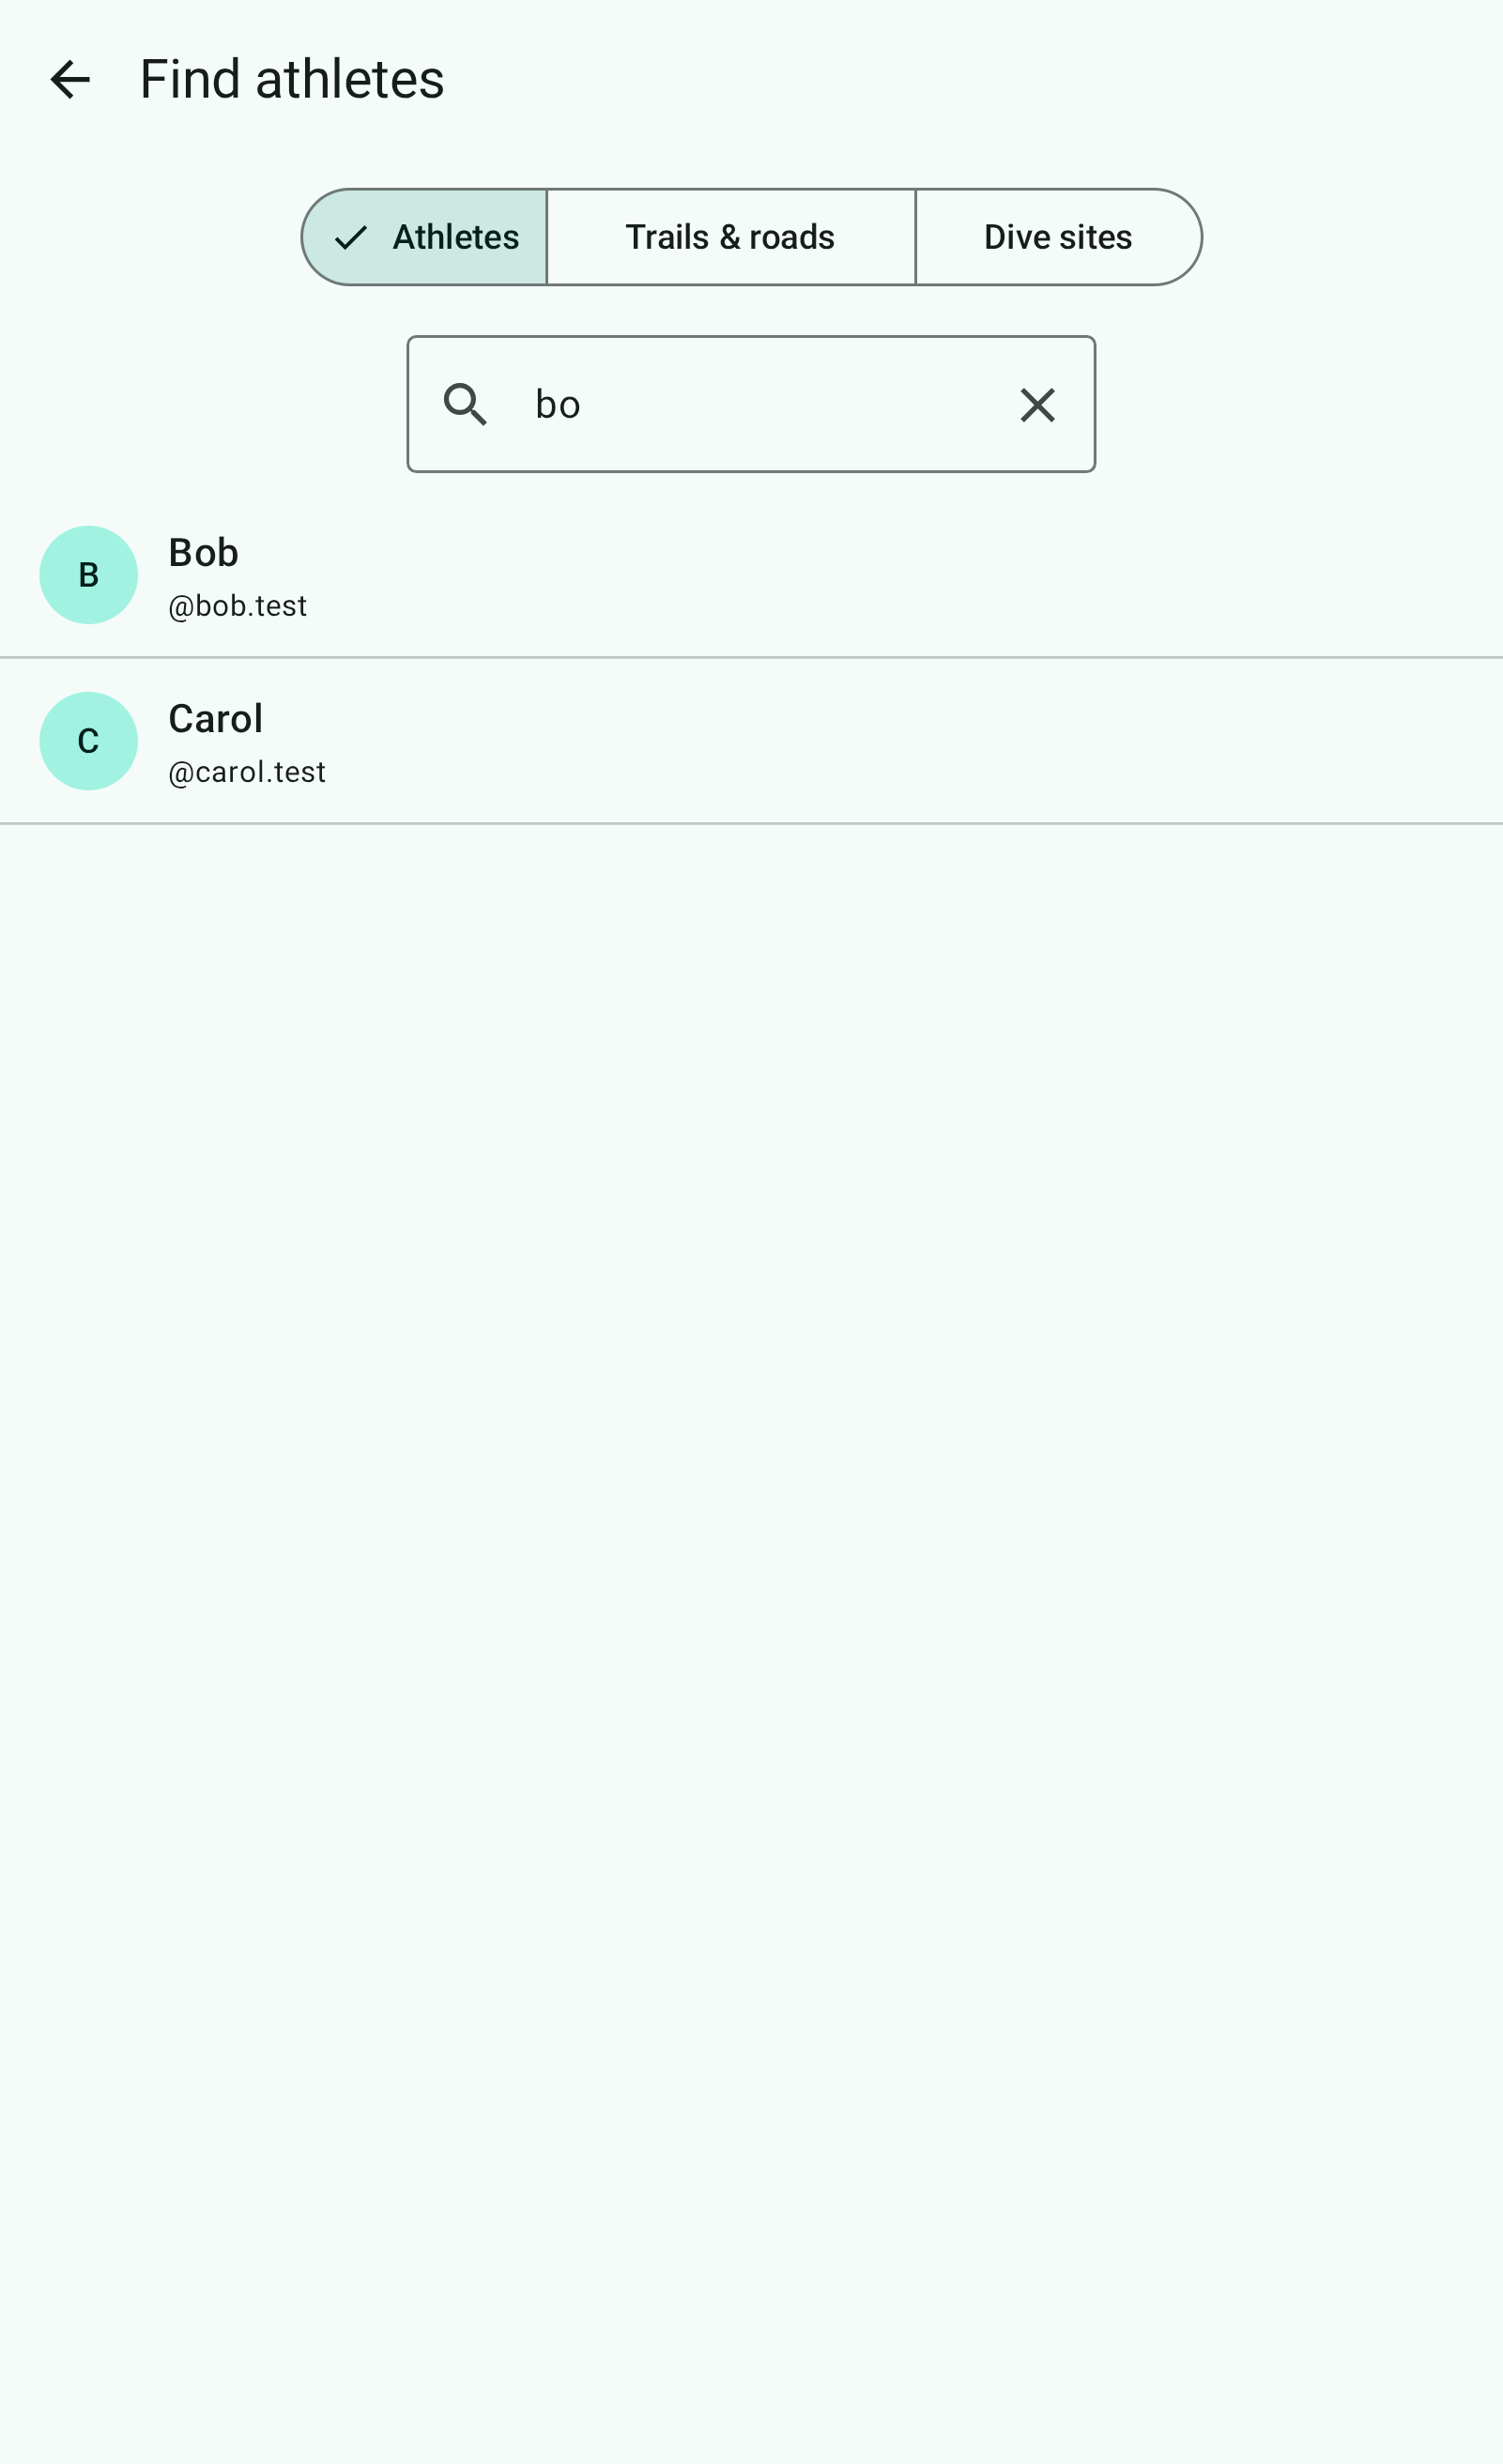 Find athletes
Athletes
Trails & roads
Dive sites
bo
B
Bob
@bob.test
C
Carol
@carol.test